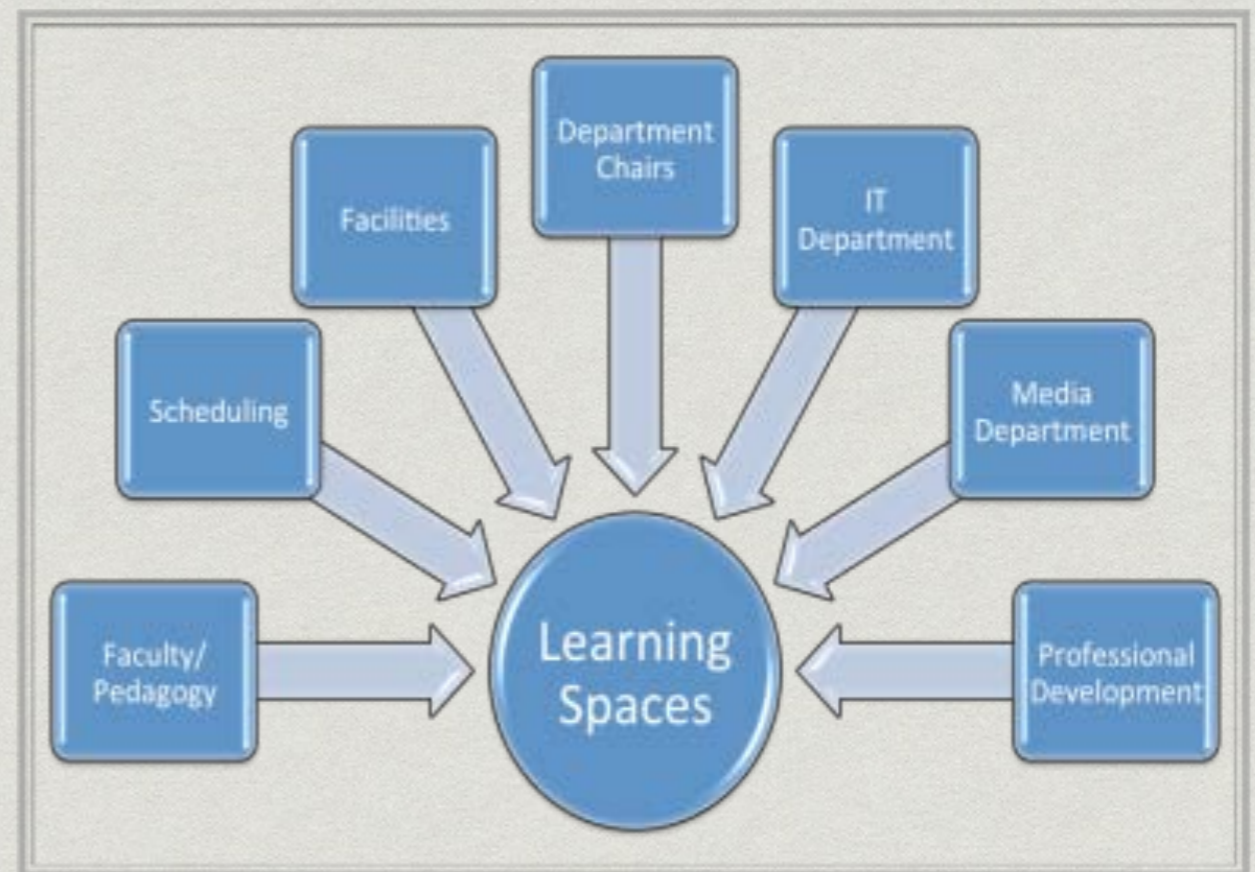 Department
Chairs
Facilities
IT
Department
Scheduling
Media
Department
Faculty/
Pedagogy
Learning
Spaces
Professional
Development